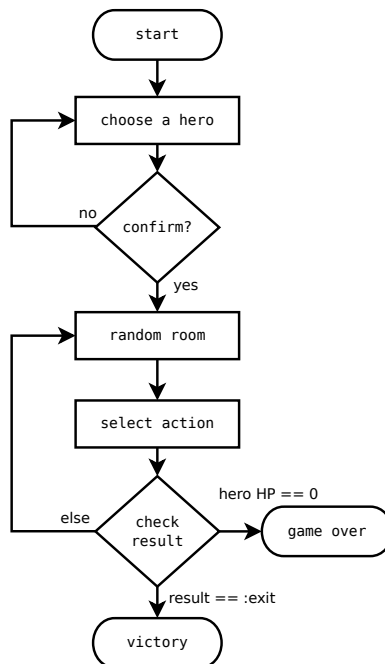 start
choose a hero
no
confirm?
yes
random room
select action
hero HP == 0
else
check
result
game over
result == :exit
victory